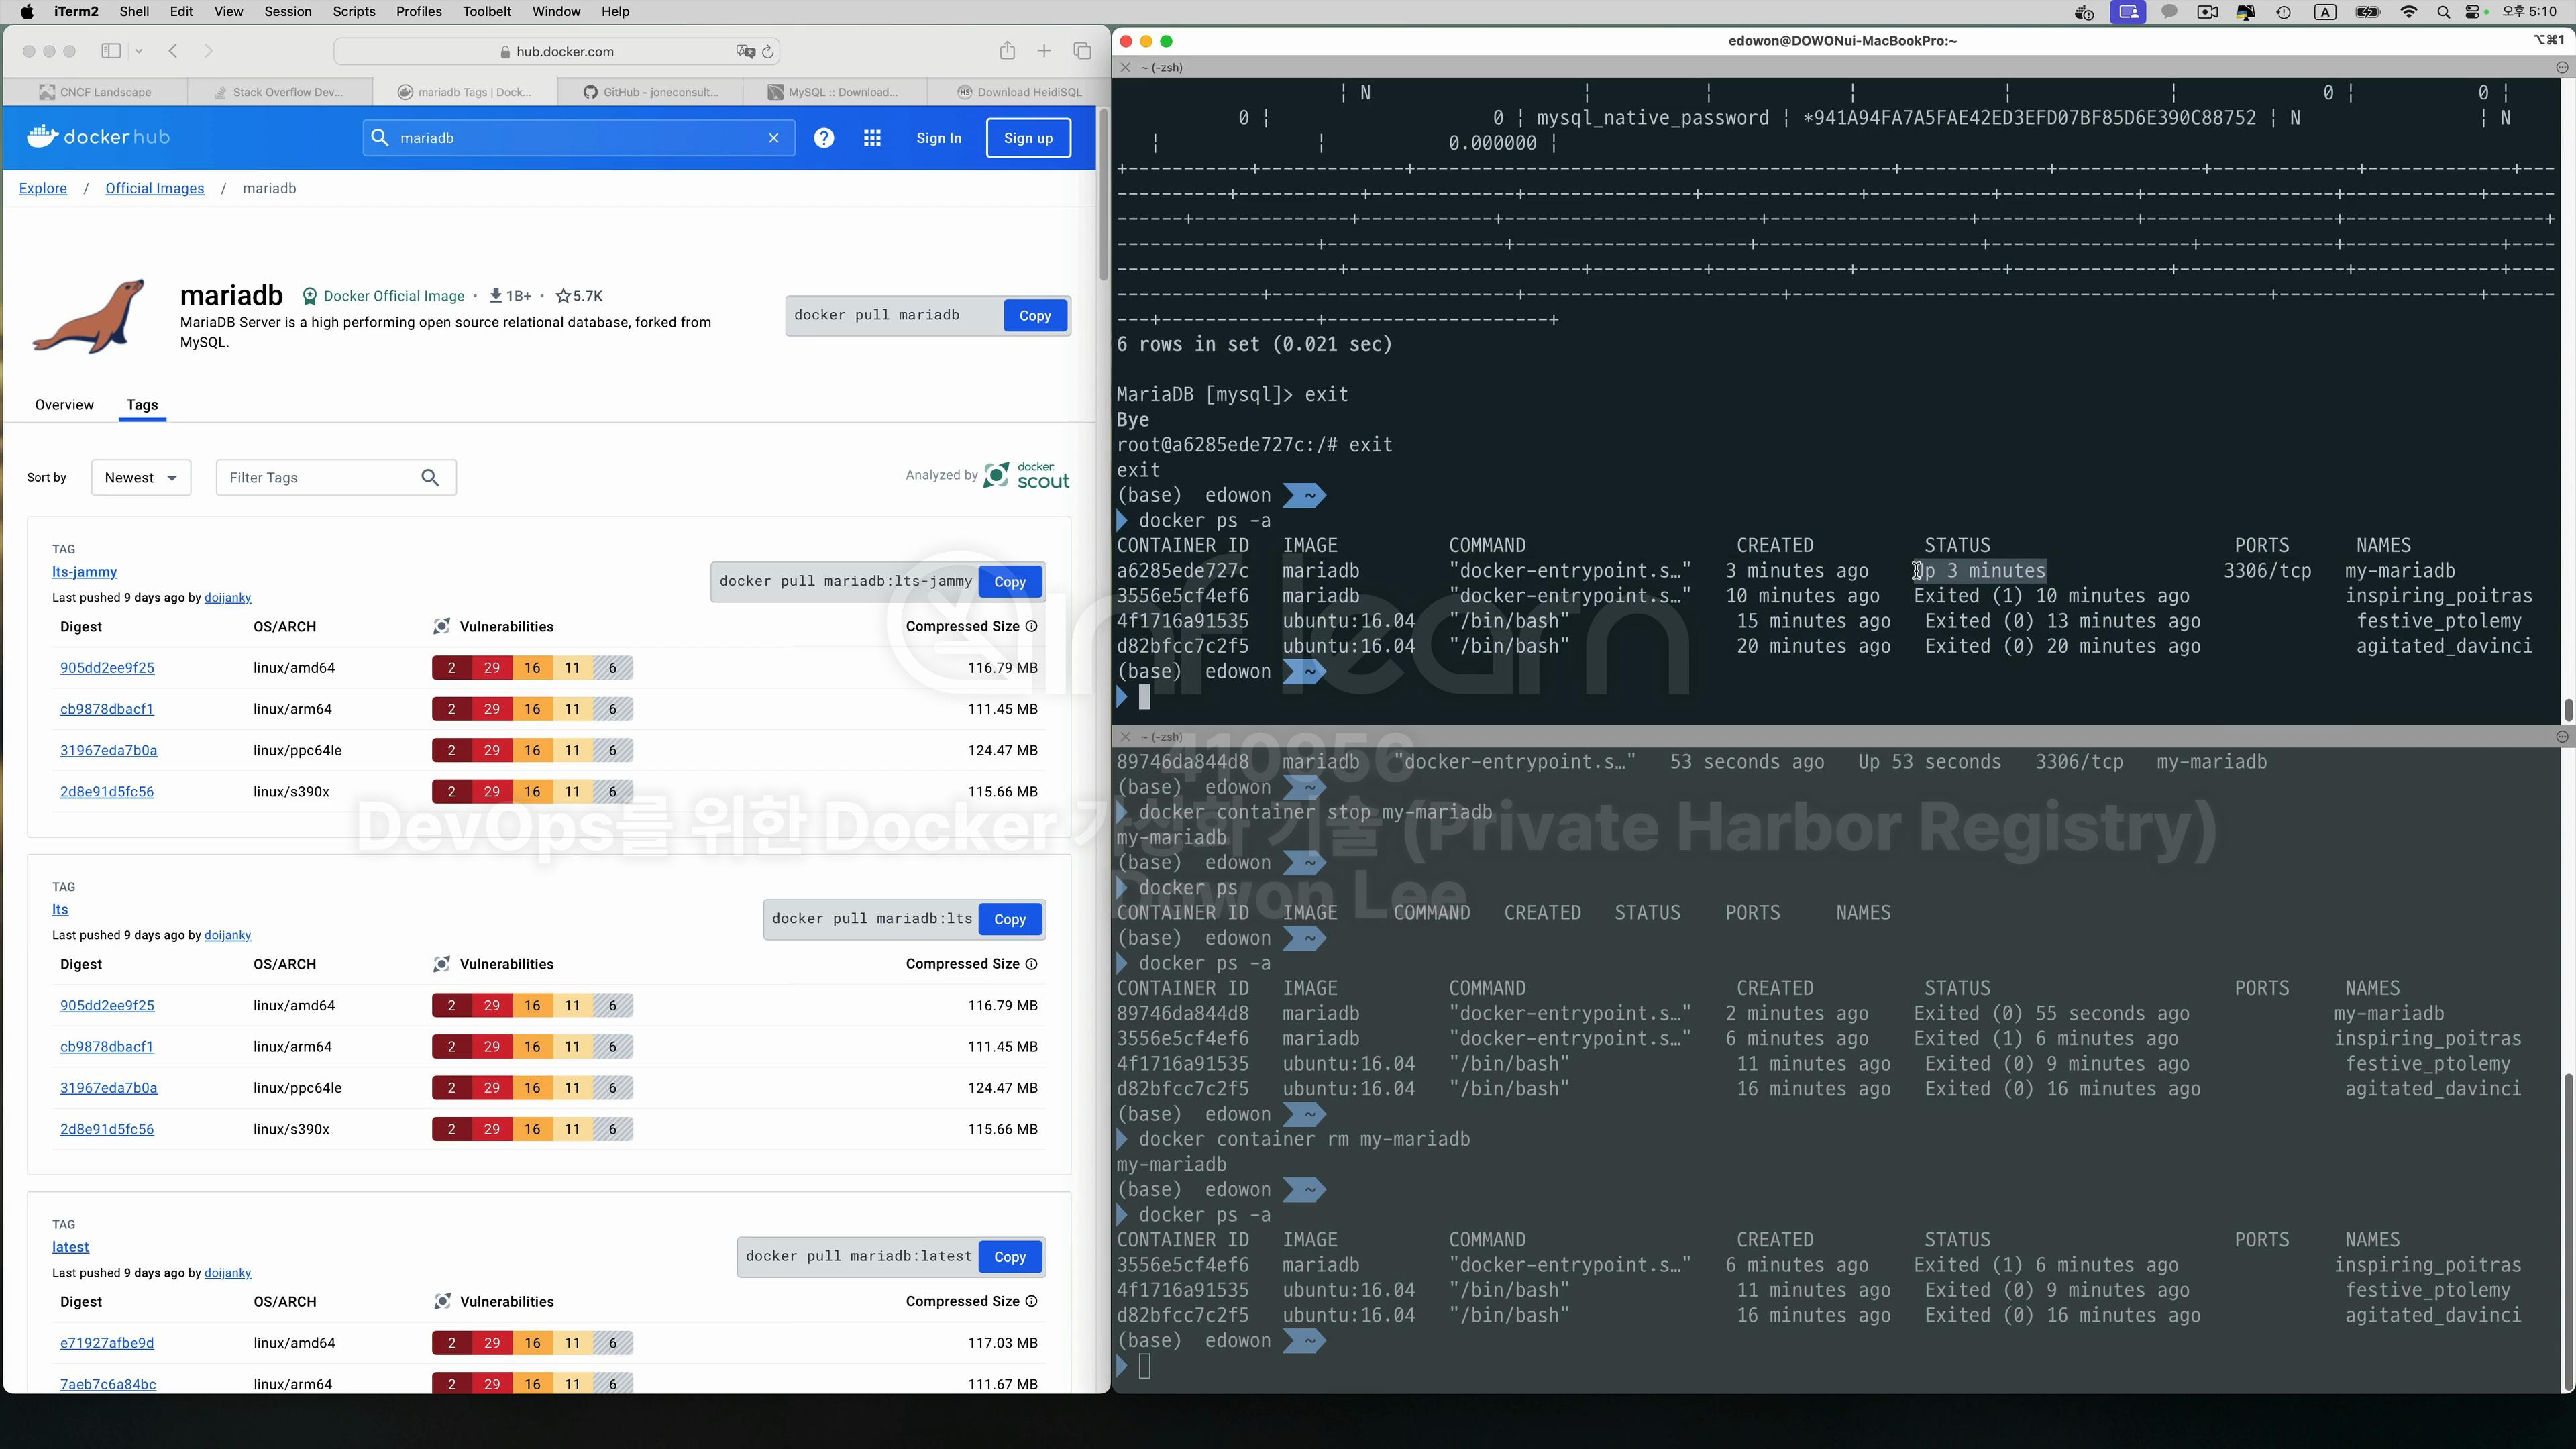 iTerm2 Shell Edit View Session Scripts Profiles Toolbelt Window Help
A 오후 5:10
hub.docker.com
CNCF Landscape
Stack Overflow Dev...
mariadb Tags | Dock...
GitHub - joneconsult...
MySQL :: Download...
Download HeidiSQL
docker hub
mariadb
Sign In
Sign up
Explore / Official Images / mariadb
mariadb
Docker Official Image · 1B+ · 5.7K
MariaDB Server is a high performing open source relational database, forked from
MySQL.
docker pull mariadb
Copy
Overview Tags
Sort by
Newest
Filter Tags
Analyzed by docker scout
TAG
lts-jammy
Last pushed 9 days ago by doijanky
docker pull mariadb:lts-jammy
Copy
Digest OS/ARCH Vulnerabilities Compressed Size
905dd2ee9f25 linux/amd64 2 29 16 11 6 116.79 MB
cb9878dbacf1 linux/arm64 2 29 16 11 6 111.45 MB
31967eda7b0a linux/ppc64le 2 29 16 11 6 124.47 MB
2d8e91d5fc56 linux/s390x 2 29 16 11 6 115.66 MB
TAG
lts
Last pushed 9 days ago by doijanky
docker pull mariadb:lts
Copy
Digest OS/ARCH Vulnerabilities Compressed Size
905dd2ee9f25 linux/amd64 2 29 16 11 6 116.79 MB
cb9878dbacf1 linux/arm64 2 29 16 11 6 111.45 MB
31967eda7b0a linux/ppc64le 2 29 16 11 6 124.47 MB
2d8e91d5fc56 linux/s390x 2 29 16 11 6 115.66 MB
TAG
latest
Last pushed 9 days ago by doijanky
docker pull mariadb:latest
Copy
Digest OS/ARCH Vulnerabilities Compressed Size
e71927afbe9d linux/amd64 2 29 16 11 6 117.03 MB
7aeb7c6a84bc linux/arm64 2 29 16 11 6 111.67 MB
edowon@DOWONui-MacBookPro:~
⌥⌘1
~ (-zsh)
¦ N ¦ ¦ ¦ ¦ ¦ 0 ¦ 0 ¦
0 ¦ 0 ¦ mysql_native_password ¦ *941A94FA7A5FAE42ED3EFD07BF85D6E390C88752 ¦ N ¦ N
¦ ¦ 0.000000 ¦
6 rows in set (0.021 sec)
MariaDB [mysql]> exit
Bye
root@a6285ede727c:/# exit
exit
(base) edowon ~
docker ps -a
CONTAINER ID IMAGE COMMAND CREATED STATUS PORTS NAMES
a6285ede727c mariadb "docker-entrypoint.s…" 3 minutes ago Up 3 minutes 3306/tcp my-mariadb
3556e5cf4ef6 mariadb "docker-entrypoint.s…" 10 minutes ago Exited (1) 10 minutes ago inspiring_poitras
4f1716a91535 ubuntu:16.04 "/bin/bash" 15 minutes ago Exited (0) 13 minutes ago festive_ptolemy
d82bfcc7c2f5 ubuntu:16.04 "/bin/bash" 20 minutes ago Exited (0) 20 minutes ago agitated_davinci
(base) edowon ~
~ (-zsh)
89746da844d8 mariadb "docker-entrypoint.s…" 53 seconds ago Up 53 seconds 3306/tcp my-mariadb
(base) edowon ~
docker container stop my-mariadb
my-mariadb
(base) edowon ~
docker ps
CONTAINER ID IMAGE COMMAND CREATED STATUS PORTS NAMES
(base) edowon ~
docker ps -a
CONTAINER ID IMAGE COMMAND CREATED STATUS PORTS NAMES
89746da844d8 mariadb "docker-entrypoint.s…" 2 minutes ago Exited (0) 55 seconds ago my-mariadb
3556e5cf4ef6 mariadb "docker-entrypoint.s…" 6 minutes ago Exited (1) 6 minutes ago inspiring_poitras
4f1716a91535 ubuntu:16.04 "/bin/bash" 11 minutes ago Exited (0) 9 minutes ago festive_ptolemy
d82bfcc7c2f5 ubuntu:16.04 "/bin/bash" 16 minutes ago Exited (0) 16 minutes ago agitated_davinci
(base) edowon ~
docker container rm my-mariadb
my-mariadb
(base) edowon ~
docker ps -a
CONTAINER ID IMAGE COMMAND CREATED STATUS PORTS NAMES
3556e5cf4ef6 mariadb "docker-entrypoint.s…" 6 minutes ago Exited (1) 6 minutes ago inspiring_poitras
4f1716a91535 ubuntu:16.04 "/bin/bash" 11 minutes ago Exited (0) 9 minutes ago festive_ptolemy
d82bfcc7c2f5 ubuntu:16.04 "/bin/bash" 16 minutes ago Exited (0) 16 minutes ago agitated_davinci
(base) edowon ~
inflearn
410956
DevOps를 위한 Docker 기술 (Private Harbor Registry)
Dowon Lee